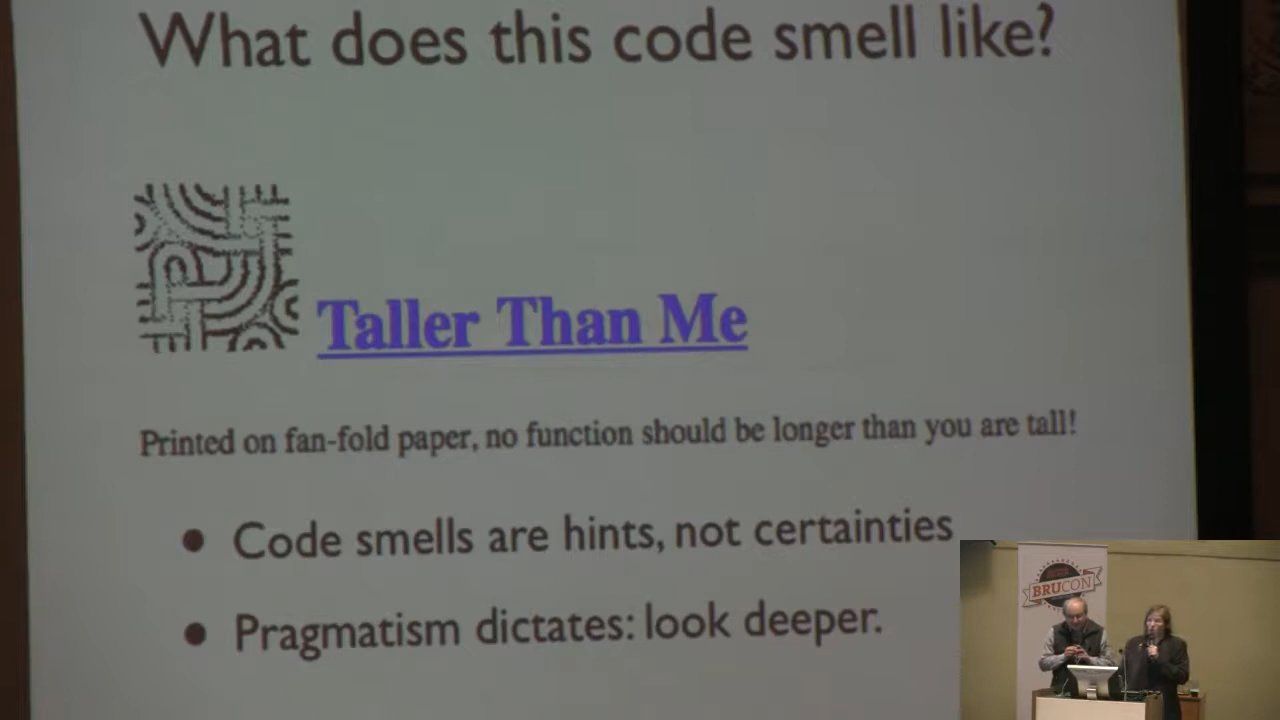 What does this code smell like?
Taller Than Me
Printed on fan-fold paper, no function should be longer than you are tall!
• Code smells are hints, not certainties
• Pragmatism dictates: look deeper.
BRUCON